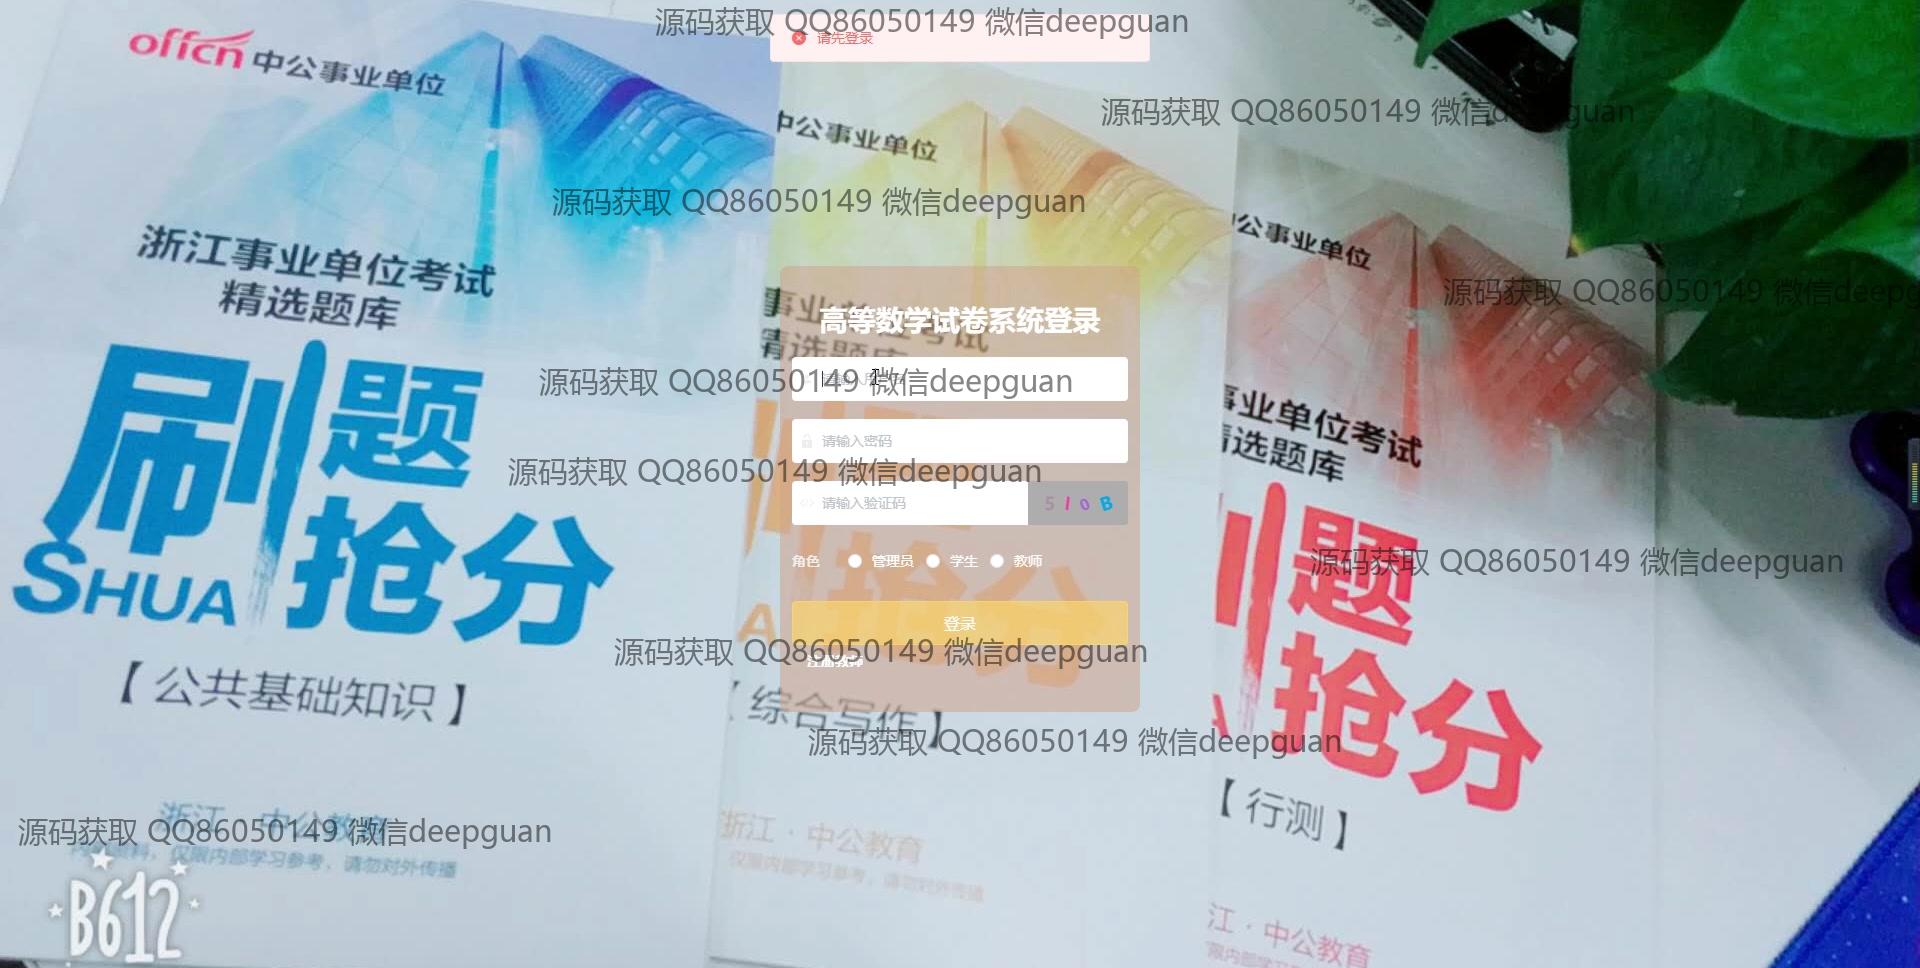 源码获取 QQ86050149 微信deepguan
请先登录
offcn 中公事业单位
中公事业单位
源码获取 QQ86050149 微信deepguan
源码获取 QQ86050149 微信deepguan
公事业单位
浙江事业单位考试
精选题库
源码获取 QQ86050149 微信
高等数学试卷系统登录
源码获取 QQ86050149 微信deepguan
刷题
抢分
SHUA
事业单位考试
题库
请输入密码
源码获取 QQ86050149 微信deepguan
请输入验证码
5 1 0 B
角色 管理员 学生 教师
源码获取 QQ86050149 微信deepguan
题
抢分
登录
源码获取 QQ86050149 微信deepguan
注册教师
【公共基础知识】
综合写作】
源码获取 QQ86050149 微信deepguan
【行测】
浙江·中公教育
源码获取 QQ86050149 微信deepguan
仅限内部学习参考，请勿对外传播
浙江·中公教育
仅限内部学习参考，请勿对外传播
江·中公教育
B612